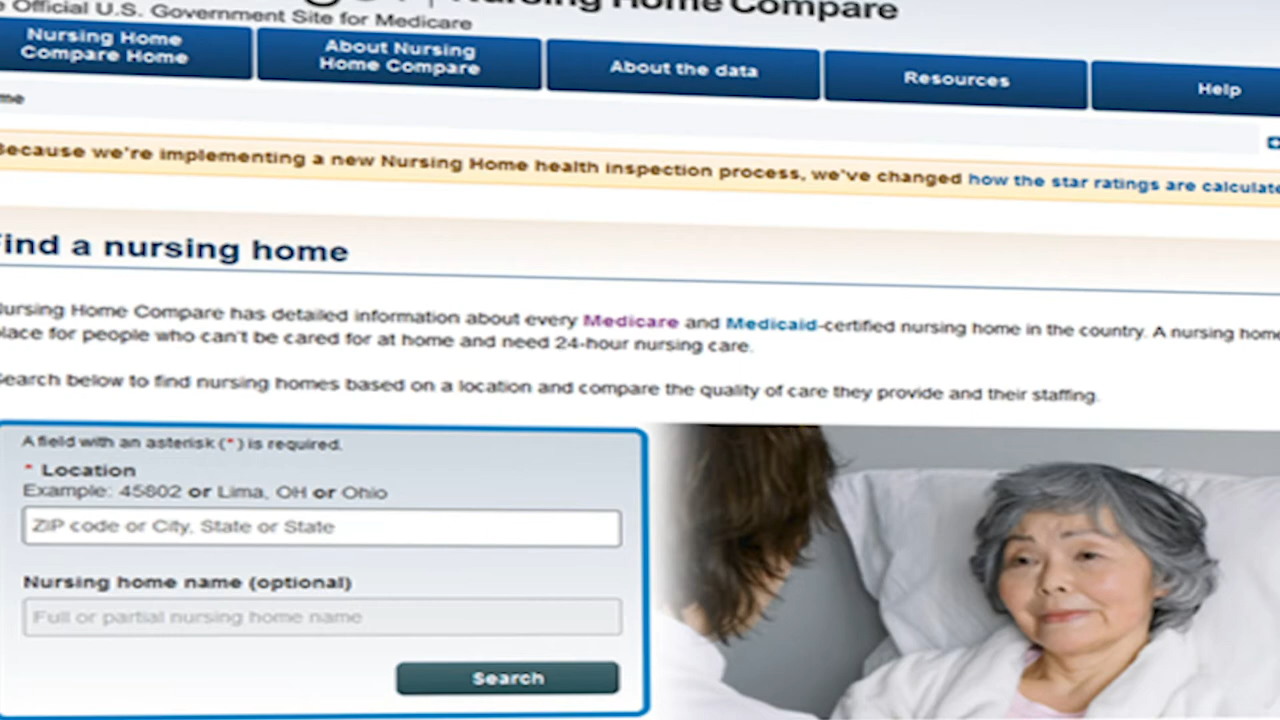 Nursing Home Compare
Official U.S. Government Site for Medicare
Nursing Home
Compare Home
About Nursing
Home Compare
About the data
Resources
Help
Because we're implementing a new Nursing Home health inspection process, we've changed how the star ratings are calculate
Find a nursing home
Nursing Home Compare has detailed information about every Medicare and Medicaid-certified nursing home in the country. A nursing home
place for people who can't be cared for at home and need 24-hour nursing care.
Search below to find nursing homes based on a location and compare the quality of care they provide and their staffing.
A field with an asterisk (*) is required.
* Location
Example: 45802 or Lima, OH or Ohio
ZIP code or City, State or State
Nursing home name (optional)
Full or partial nursing home name
Search